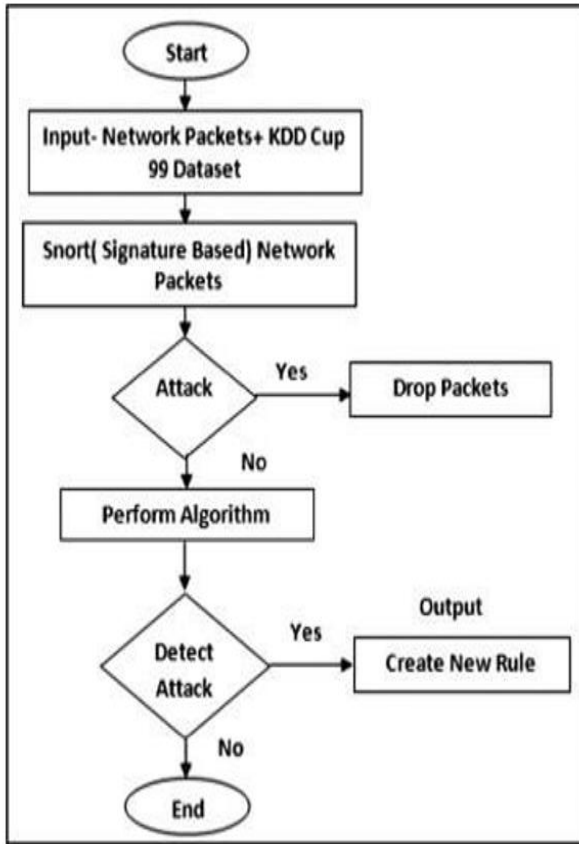 Start
Input- Network Packets+ KDD Cup
99 Dataset
Snort( Signature Based) Network
Packets
Attack
Yes
Drop Packets
No
Perform Algorithm
Output
Detect
Attack
Yes
Create New Rule
No
End